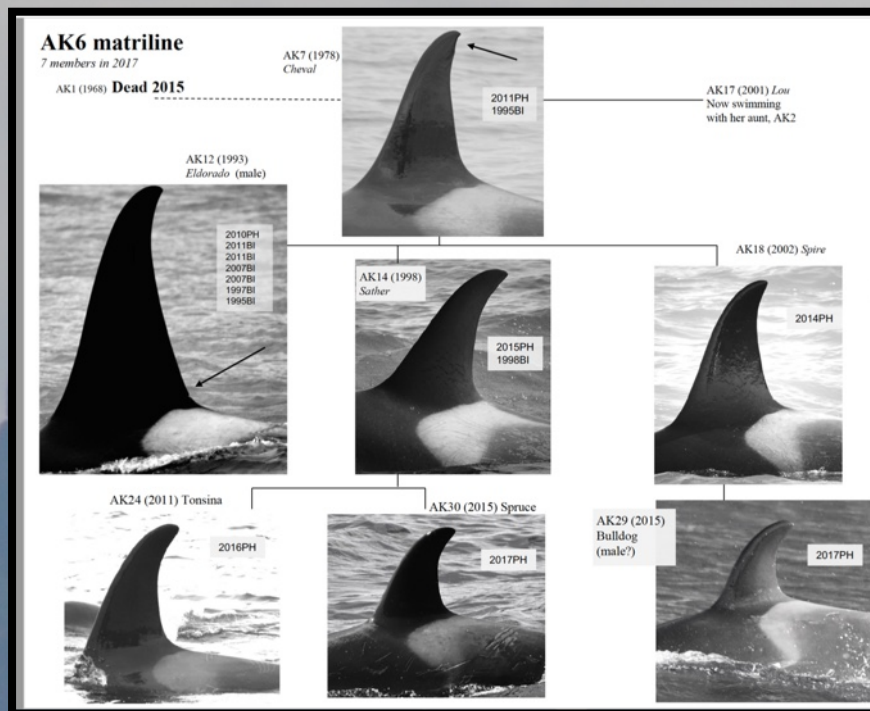 AK6 matriline
7 members in 2017
AK1 (1968) Dead 2015
AK7 (1978)
Cheval
2011PH
1995BI
AK17 (2001) Lou
Now swimming
with her aunt, AK2
AK12 (1993)
Eldorado (male)
2010PH
2011BI
2011BI
2007BI
2007BI
1997BI
1995BI
AK14 (1998)
Sather
2015PH
1998BI
AK18 (2002) Spire
2014PH
AK24 (2011) Tonsina
2016PH
AK30 (2015) Spruce
2017PH
AK29 (2015)
Bulldog
(male?)
2017PH